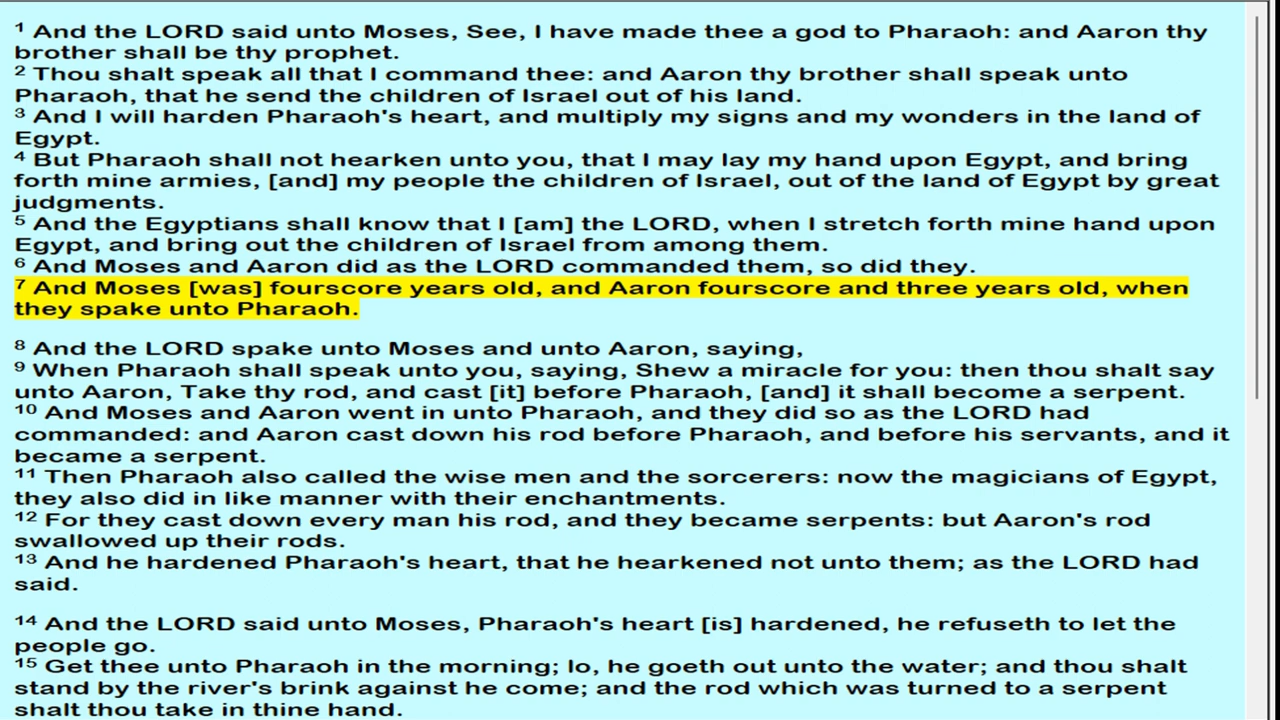 1 And the LORD said unto Moses, See, I have made thee a god to Pharaoh: and Aaron thy
brother shall be thy prophet.
2 Thou shalt speak all that I command thee: and Aaron thy brother shall speak unto
Pharaoh, that he send the children of Israel out of his land.
3 And I will harden Pharaoh's heart, and multiply my signs and my wonders in the land of
Egypt.
4 But Pharaoh shall not hearken unto you, that I may lay my hand upon Egypt, and bring
forth mine armies, [and] my people the children of Israel, out of the land of Egypt by great
judgments.
5 And the Egyptians shall know that I [am] the LORD, when I stretch forth mine hand upon
Egypt, and bring out the children of Israel from among them.
6 And Moses and Aaron did as the LORD commanded them, so did they.
7 And Moses [was] fourscore years old, and Aaron fourscore and three years old, when
they spake unto Pharaoh.
8 And the LORD spake unto Moses and unto Aaron, saying,
9 When Pharaoh shall speak unto you, saying, Shew a miracle for you: then thou shalt say
unto Aaron, Take thy rod, and cast [it] before Pharaoh, [and] it shall become a serpent.
10 And Moses and Aaron went in unto Pharaoh, and they did so as the LORD had
commanded: and Aaron cast down his rod before Pharaoh, and before his servants, and it
became a serpent.
11 Then Pharaoh also called the wise men and the sorcerers: now the magicians of Egypt,
they also did in like manner with their enchantments.
12 For they cast down every man his rod, and they became serpents: but Aaron's rod
swallowed up their rods.
13 And he hardened Pharaoh's heart, that he hearkened not unto them; as the LORD had
said.
14 And the LORD said unto Moses, Pharaoh's heart [is] hardened, he refuseth to let the
people go.
15 Get thee unto Pharaoh in the morning; lo, he goeth out unto the water; and thou shalt
stand by the river's brink against he come; and the rod which was turned to a serpent
shalt thou take in thine hand.